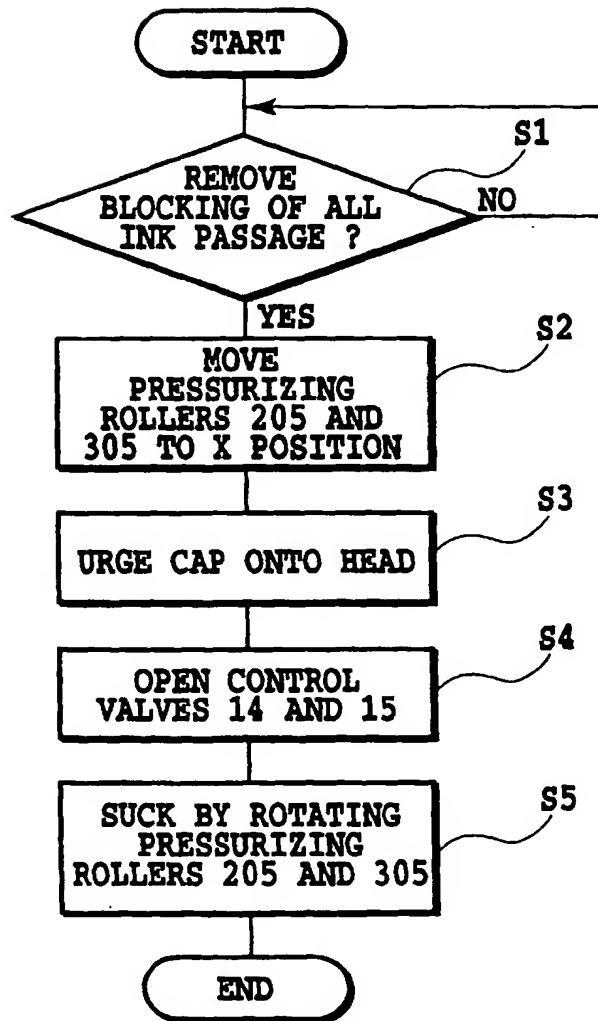 START
S1
REMOVE
BLOCKING OF ALL
INK PASSAGE ?
NO
YES
S2
MOVE
PRESSURIZING
ROLLERS 205 AND
305 TO X POSITION
S3
URGE CAP ONTO HEAD
S4
OPEN CONTROL
VALVES 14 AND 15
S5
SUCK BY ROTATING
PRESSURIZING
ROLLERS 205 AND 305
END